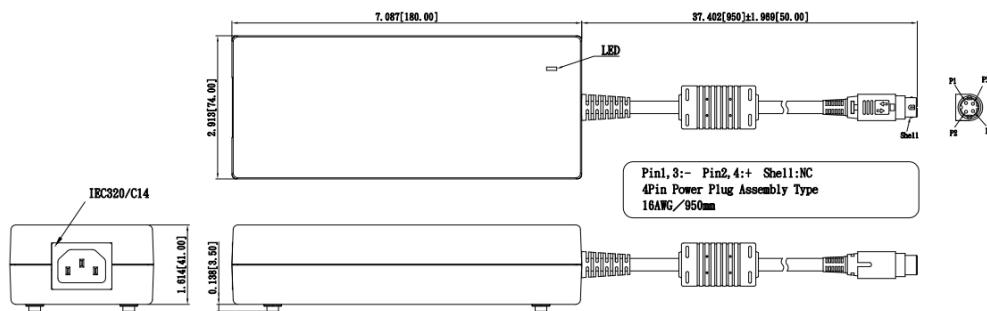 7.087[180.00]
37.402[950]±1.969[50.00]
LED
2.913[74.00]
P1
P2
Shell
Pin1,3:- Pin2,4:+ Shell:NC
4Pin Power Plug Assembly Type
16AWG/950mm
IEC320/C14
1.614[41.00]
0.138[3.50]